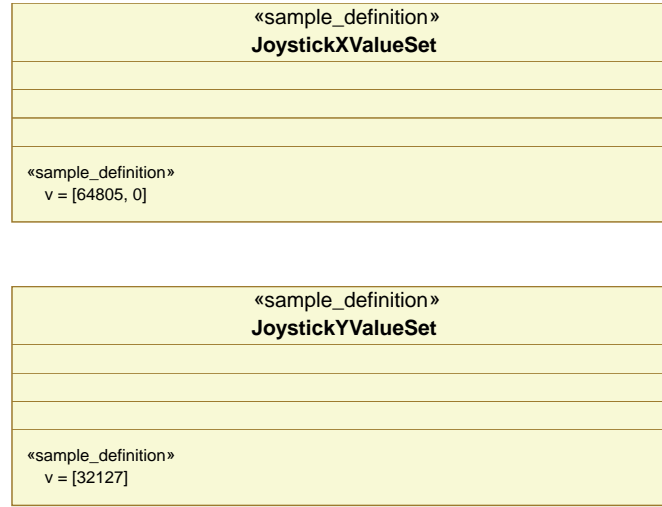 «sample_definition»
JoystickXValueSet
«sample_definition»
v = [64805, 0]
«sample_definition»
JoystickYValueSet
«sample_definition»
v = [32127]